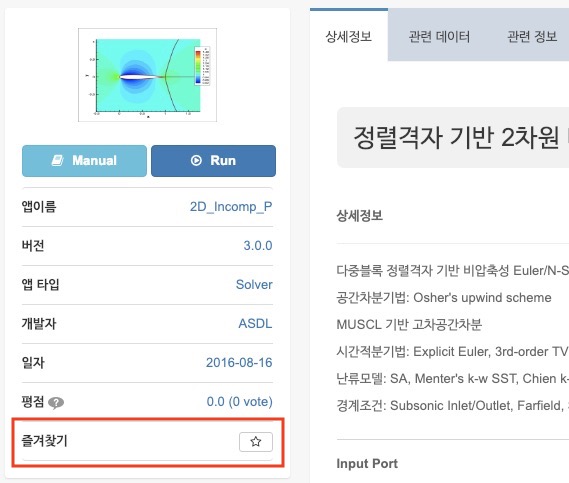 Manual
Run
앱이름 2D_Incomp_P
버전 3.0.0
앱 타입 Solver
개발자 ASDL
일자 2016-08-16
평점 ? 0.0 (0 vote)
즐겨찾기
상세정보 관련 데이터 관련 정보
정렬격자 기반 2차원
상세정보
다중블록 정렬격자 기반 비압축성 Euler/N-S
공간차분기법: Osher's upwind scheme
MUSCL 기반 고차공간차분
시간적분기법: Explicit Euler, 3rd-order TV
난류모델: SA, Menter's k-w SST, Chien k-
경계조건: Subsonic Inlet/Outlet, Farfield,
Input Port